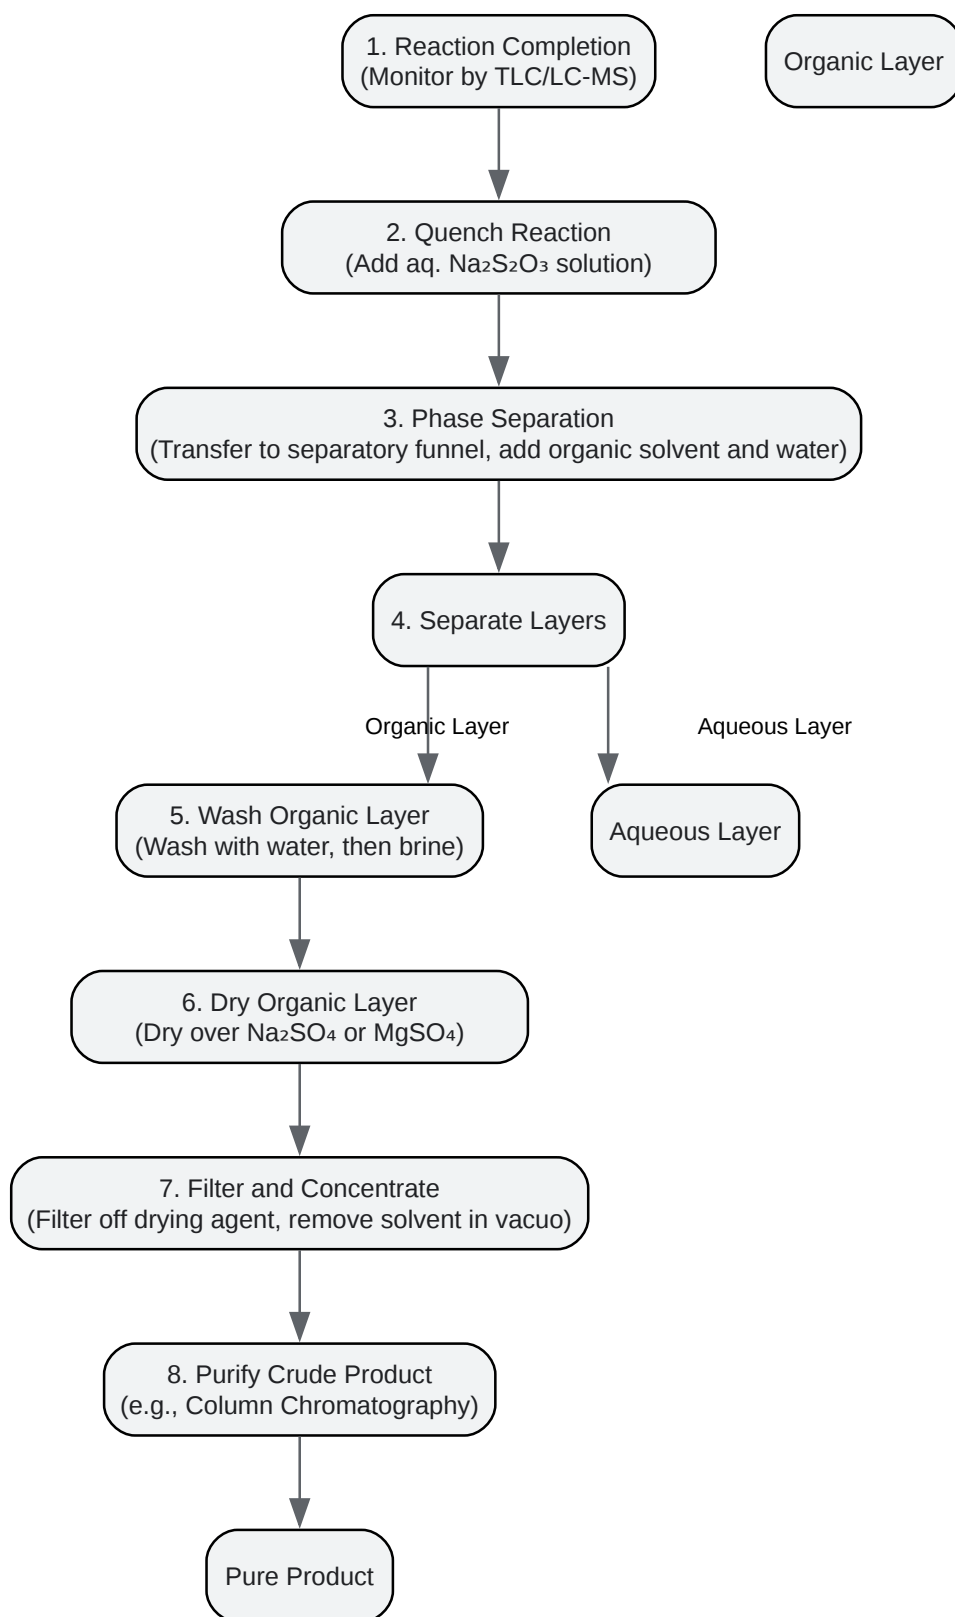 1. Reaction Completion
(Monitor by TLC/LC-MS)
Organic Layer
2. Quench Reaction
(Add aq. Na₂S₂O₃ solution)
3. Phase Separation
(Transfer to separatory funnel, add organic solvent and water)
4. Separate Layers
Organic Layer
Aqueous Layer
5. Wash Organic Layer
(Wash with water, then brine)
Aqueous Layer
6. Dry Organic Layer
(Dry over Na₂SO₄ or MgSO₄)
7. Filter and Concentrate
(Filter off drying agent, remove solvent in vacuo)
8. Purify Crude Product
(e.g., Column Chromatography)
Pure Product